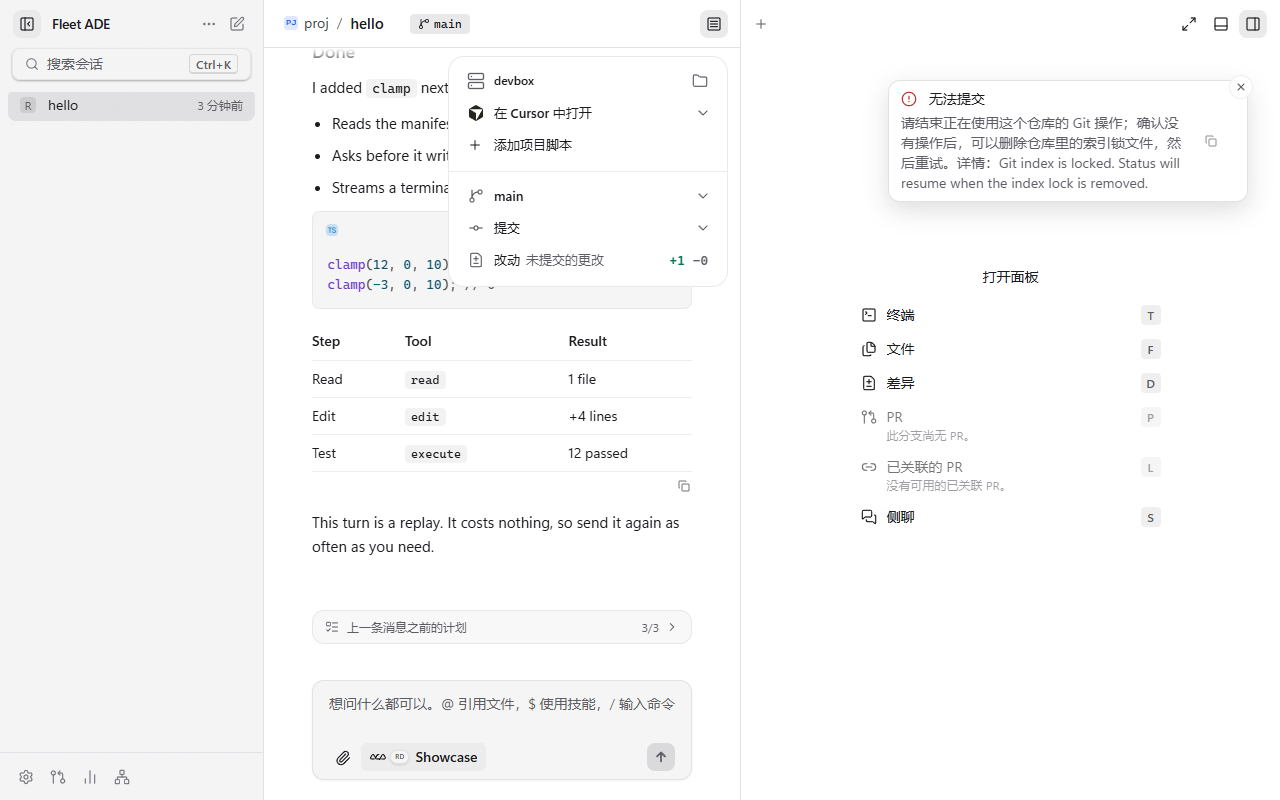 Fleet ADE
搜索会话
Ctrl+K
R hello 3 分钟前
PJ proj / hello main
Done
I added clamp next
Reads the manifes
Asks before it writ
Streams a termina
TS
clamp(12, 0, 10)
clamp(−3, 0, 10); //
Step Tool Result
Read read 1 file
Edit edit +4 lines
Test execute 12 passed
This turn is a replay. It costs nothing, so send it again as
often as you need.
上一条消息之前的计划 3/3
想问什么都可以。@ 引用文件，$ 使用技能，/ 输入命令
RD Showcase
devbox
在 Cursor 中打开
添加项目脚本
main
提交
改动 未提交的更改 +1 −0
无法提交
请结束正在使用这个仓库的 Git 操作；确认没
有操作后，可以删除仓库里的索引锁文件，然
后重试。详情：Git index is locked. Status will
resume when the index lock is removed.
打开面板
终端 T
文件 F
差异 D
PR P
此分支尚无 PR。
已关联的 PR L
没有可用的已关联 PR。
侧聊 S